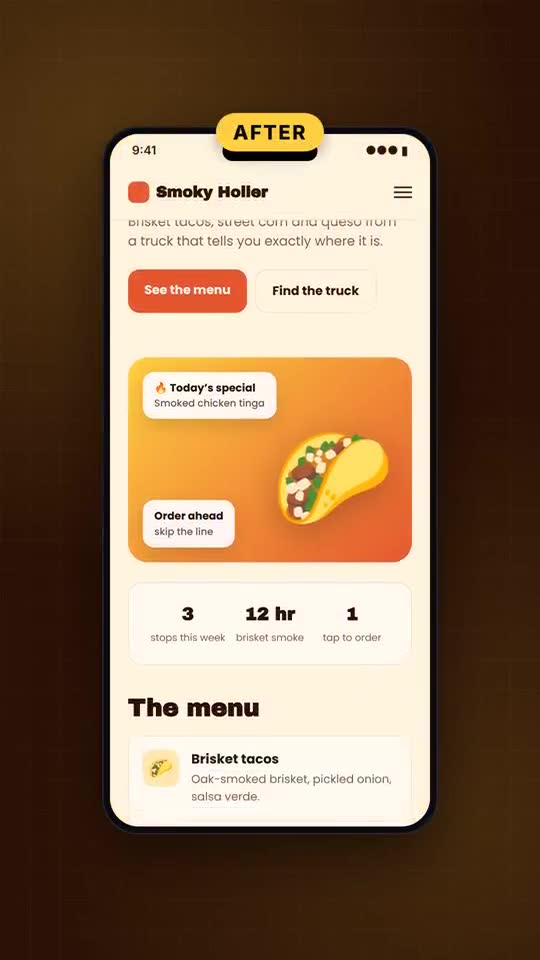 AFTER
9:41
Smoky Holler
Brisket tacos, street corn and queso from
a truck that tells you exactly where it is.
See the menu
Find the truck
🔥 Today's special
Smoked chicken tinga
Order ahead
skip the line
3
stops this week
12 hr
brisket smoke
1
tap to order
The menu
Brisket tacos
Oak-smoked brisket, pickled onion,
salsa verde.